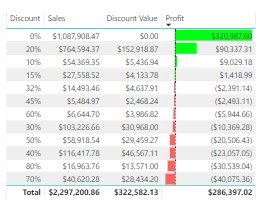 Discount Sales Discount Value Profit
0% $1,087,908.47 $0.00 $320,987.60
20% $764,594.37 $152,918.87 $90,337.31
10% $54,369.35 $5,436.94 $9,029.18
15% $27,558.52 $4,133.78 $1,418.99
32% $14,493.46 $4,637.91 ($2,391.14)
45% $5,484.97 $2,468.24 ($2,493.11)
60% $6,644.70 $3,986.82 ($5,944.66)
30% $103,226.66 $30,968.00 ($10,369.28)
50% $58,918.54 $29,459.27 ($20,506.43)
40% $116,417.78 $46,567.11 ($23,057.05)
80% $16,963.76 $13,571.00 ($30,539.04)
70% $40,620.28 $28,434.20 ($40,075.36)
Total $2,297,200.86 $322,582.13 $286,397.02